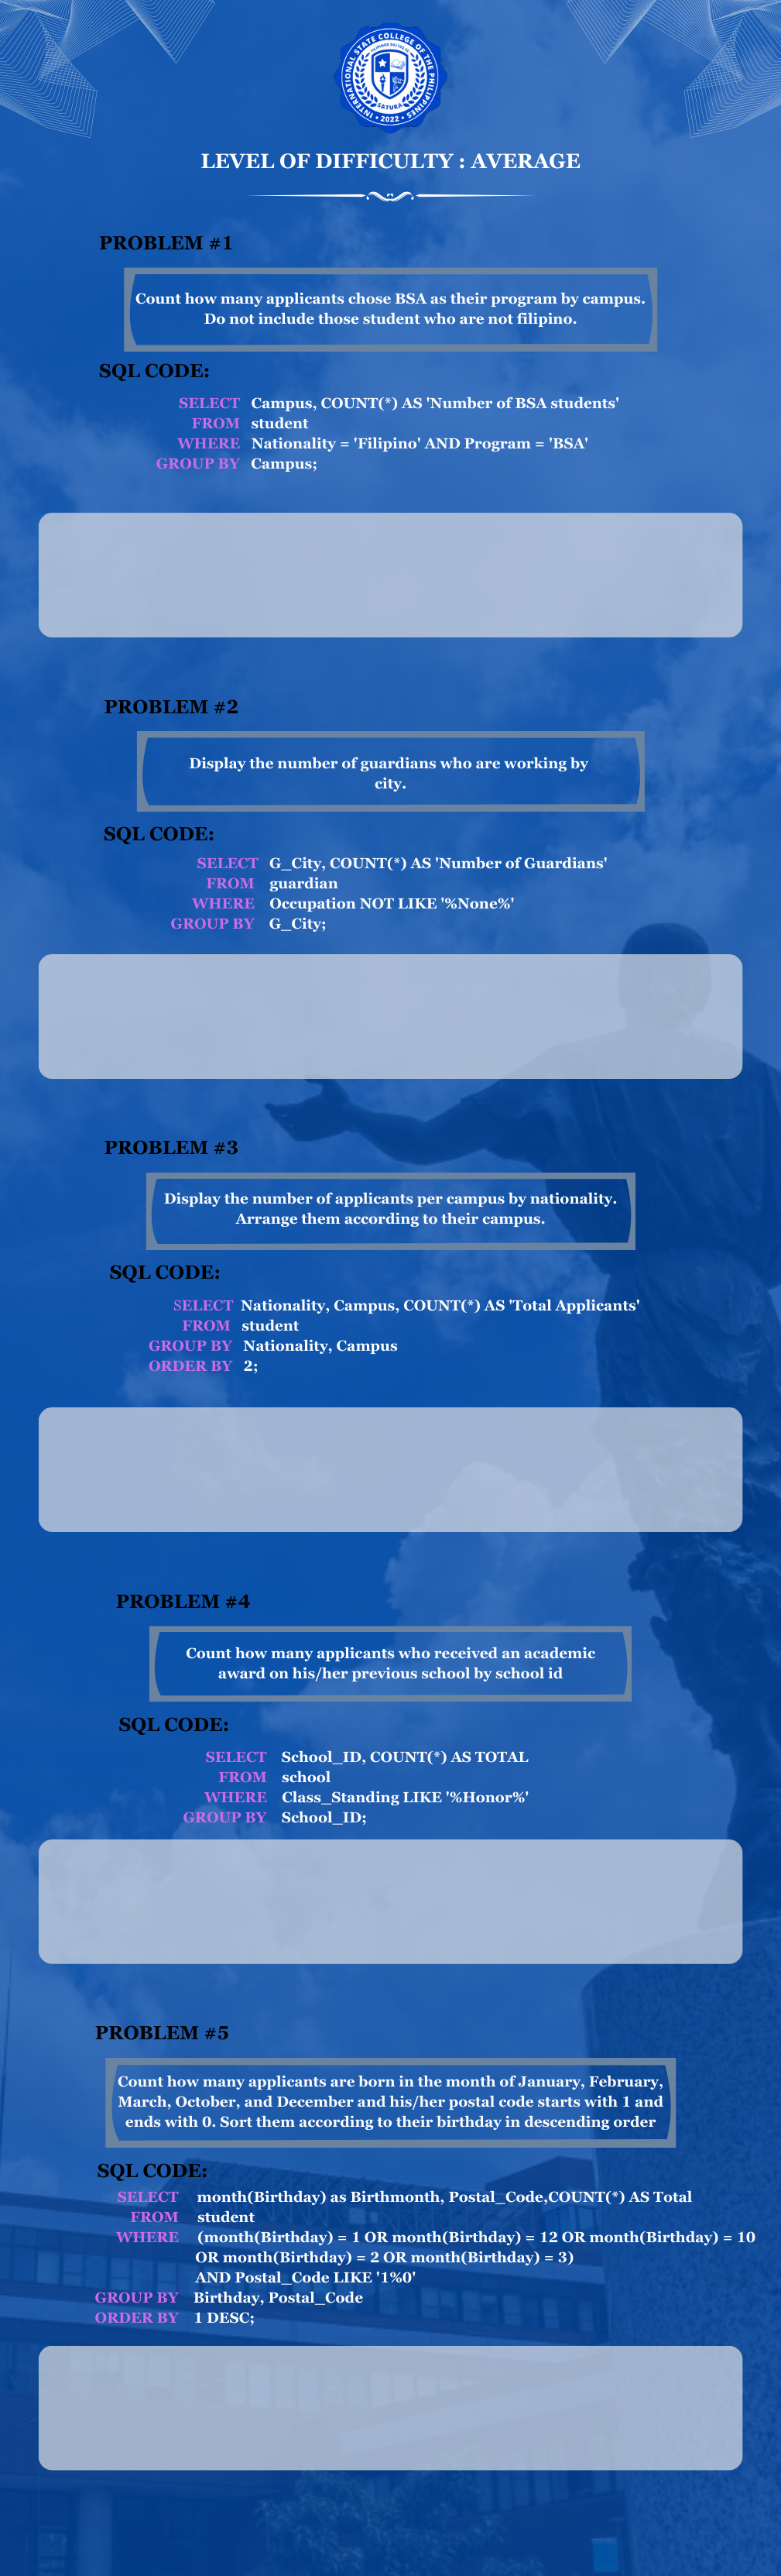 INTERNATIONAL STATE COLLEGE OF THE PHILIPPINES
SATURA
• 2022 •
LEVEL OF DIFFICULTY : AVERAGE
PROBLEM #1
Count how many applicants chose BSA as their program by campus.
Do not include those student who are not filipino.
SQL CODE:
SELECT Campus, COUNT(*) AS 'Number of BSA students'
FROM student
WHERE Nationality = 'Filipino' AND Program = 'BSA'
GROUP BY Campus;
PROBLEM #2
Display the number of guardians who are working by
city.
SQL CODE:
SELECT G_City, COUNT(*) AS 'Number of Guardians'
FROM guardian
WHERE Occupation NOT LIKE '%None%'
GROUP BY G_City;
PROBLEM #3
Display the number of applicants per campus by nationality.
Arrange them according to their campus.
SQL CODE:
SELECT Nationality, Campus, COUNT(*) AS 'Total Applicants'
FROM student
GROUP BY Nationality, Campus
ORDER BY 2;
PROBLEM #4
Count how many applicants who received an academic
award on his/her previous school by school id
SQL CODE:
SELECT School_ID, COUNT(*) AS TOTAL
FROM school
WHERE Class_Standing LIKE '%Honor%'
GROUP BY School_ID;
PROBLEM #5
Count how many applicants are born in the month of January, February,
March, October, and December and his/her postal code starts with 1 and
ends with 0. Sort them according to their birthday in descending order
SQL CODE:
SELECT month(Birthday) as Birthmonth, Postal_Code,COUNT(*) AS Total
FROM student
WHERE (month(Birthday) = 1 OR month(Birthday) = 12 OR month(Birthday) = 10
OR month(Birthday) = 2 OR month(Birthday) = 3)
AND Postal_Code LIKE '1%0'
GROUP BY Birthday, Postal_Code
ORDER BY 1 DESC;